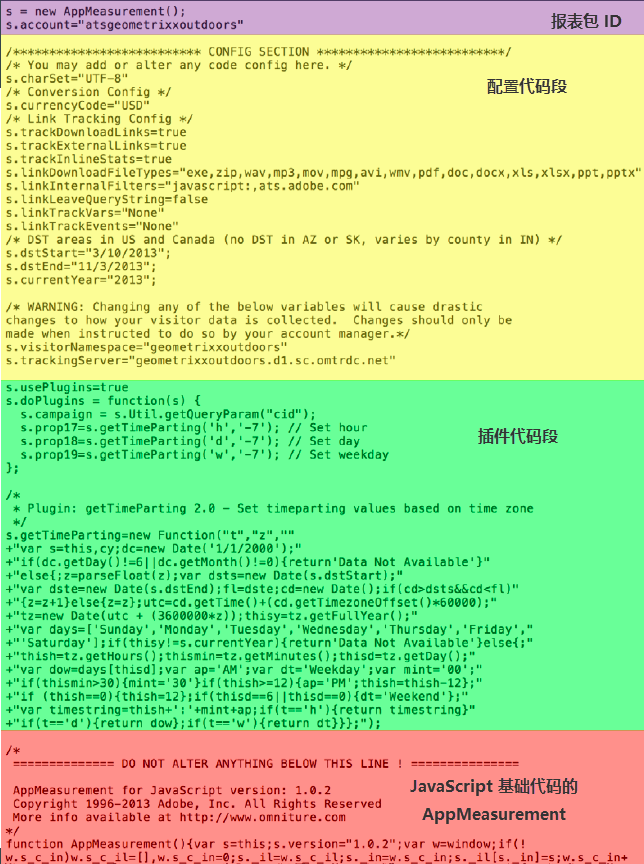 s = new AppMeasurement();
s.account="atsgeometrixxoutdoors"
报表包 ID
/************************** CONFIG SECTION **************************/
/* You may add or alter any code config here. */
s.charSet="UTF-8"
配置代码段
/* Conversion Config */
s.currencyCode="USD"
/* Link Tracking Config */
s.trackDownloadLinks=true
s.trackExternalLinks=true
s.trackInlineStats=true
s.linkDownloadFileTypes="exe,zip,wav,mp3,mov,mpg,avi,wmv,pdf,doc,docx,xls,xlsx,ppt,pptx"
s.linkInternalFilters="javascript:,ats.adobe.com"
s.linkLeaveQueryString=false
s.linkTrackVars="None"
s.linkTrackEvents="None"
/* DST areas in US and Canada (no DST in AZ or SK, varies by county in IN) */
s.dstStart="3/10/2013";
s.dstEnd="11/3/2013";
s.currentYear="2013";
/* WARNING: Changing any of the below variables will cause drastic
changes to how your visitor data is collected.  Changes should only be
made when instructed to do so by your account manager.*/
s.visitorNamespace="geometrixxoutdoors"
s.trackingServer="geometrixxoutdoors.d1.sc.omtrdc.net"
s.usePlugins=true
s.doPlugins = function(s) {
  s.campaign = s.Util.getQueryParam("cid");
  s.prop17=s.getTimeParting('h','-7'); // Set hour
  s.prop18=s.getTimeParting('d','-7'); // Set day
插件代码段
  s.prop19=s.getTimeParting('w','-7'); // Set weekday
};
/*
 * Plugin: getTimeParting 2.0 - Set timeparting values based on time zone
 */
s.getTimeParting=new Function("t","z",""
+"var s=this,cy;dc=new Date('1/1/2000');"
+"if(dc.getDay()!=6||dc.getMonth()!=0){return'Data Not Available'}"
+"else{;z=parseFloat(z);var dsts=new Date(s.dstStart);"
+"var dste=new Date(s.dstEnd);fl=dste;cd=new Date();if(cd>dsts&&cd<fl)"
+"{z=z+1}else{z=z};utc=cd.getTime()+(cd.getTimezoneOffset()*60000);"
+"tz=new Date(utc + (3600000*z));thisy=tz.getFullYear();"
+"var days=['Sunday','Monday','Tuesday','Wednesday','Thursday','Friday',"
+"'Saturday'];if(thisy!=s.currentYear){return'Data Not Available'}else{;"
+"thish=tz.getHours();thismin=tz.getMinutes();thisd=tz.getDay();"
+"var dow=days[thisd];var ap='AM';var dt='Weekday';var mint='00';"
+"if(thismin>30){mint='30'}if(thish>=12){ap='PM';thish=thish-12};"
+"if (thish==0){thish=12};if(thisd==6||thisd==0){dt='Weekend'};"
+"var timestring=thish+':'+mint+ap;if(t=='h'){return timestring}"
+"if(t=='d'){return dow};if(t=='w'){return dt}}};");
/*
 ============== DO NOT ALTER ANYTHING BELOW THIS LINE ! ===============
 AppMeasurement for JavaScript version: 1.0.2
JavaScript 基础代码的
 Copyright 1996-2013 Adobe, Inc. All Rights Reserved
 More info available at http://www.omniture.com
AppMeasurement
*/
function AppMeasurement(){var s=this;s.version="1.0.2";var w=window;if(!
w.s_c_in)w.s_c_il=[],w.s_c_in=0;s._il=w.s_c_il;s._in=w.s_c_in;s._il[s._in]=s;w.s_c_in+